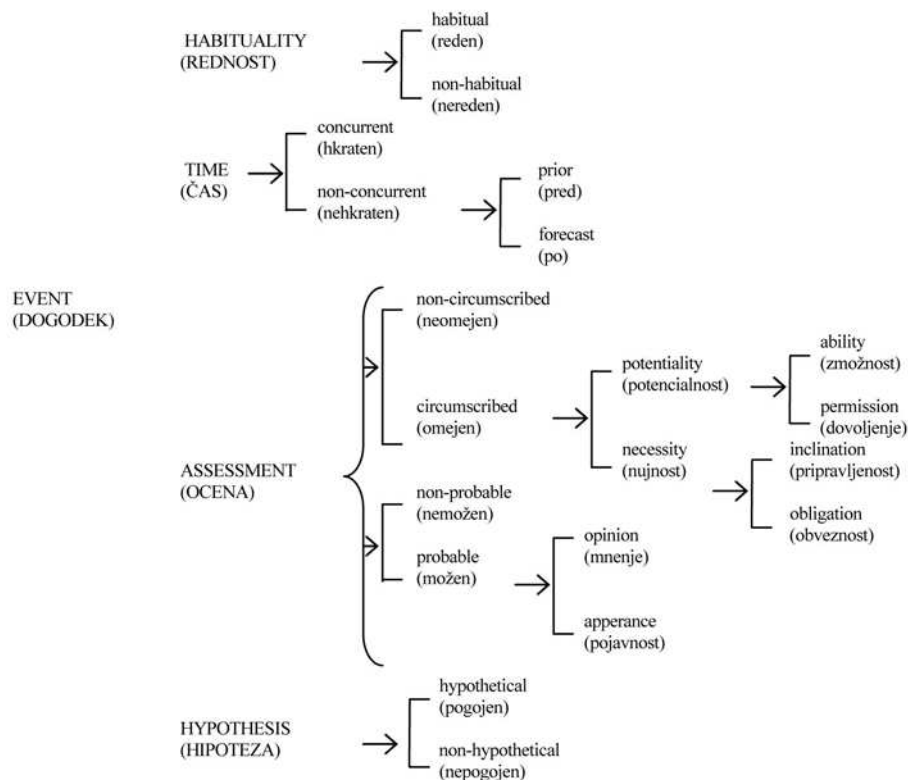 habitual
(reden)
HABITUALITY
(REDNOST)
non-habitual
(nereden)
concurrent
(hkraten)
TIME
(ČAS)
prior
(pred)
non-concurrent
(nehkraten)
forecast
(po)
EVENT
(DOGODEK)
non-circumscribed
(neomejen)
ability
(zmožnost)
potentiality
(potencialnost)
circumscribed
(omejen)
permission
(dovoljenje)
necessity
(nujnost)
inclination
(pripravljenost)
ASSESSMENT
(OCENA)
non-probable
(nemožen)
obligation
(obveznost)
opinion
(mnenje)
probable
(možen)
apperance
(pojavnost)
hypothetical
(pogojen)
HYPOTHESIS
(HIPOTEZA)
non-hypothetical
(nepogojen)